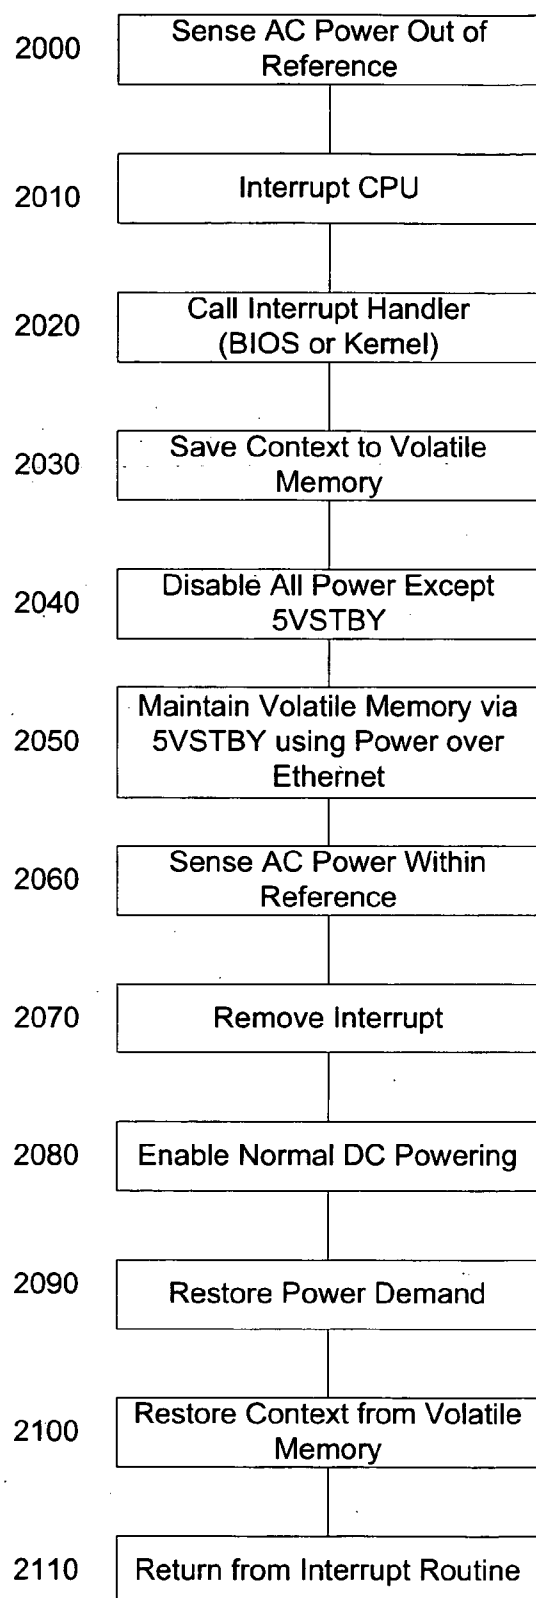 2000
Sense AC Power Out of
Reference
2010
Interrupt CPU
2020
Call Interrupt Handler
(BIOS or Kernel)
2030
Save Context to Volatile
Memory
2040
Disable All Power Except
5VSTBY
2050
Maintain Volatile Memory via
5VSTBY using Power over
Ethernet
2060
Sense AC Power Within
Reference
2070
Remove Interrupt
2080
Enable Normal DC Powering
2090
Restore Power Demand
2100
Restore Context from Volatile
Memory
2110
Return from Interrupt Routine